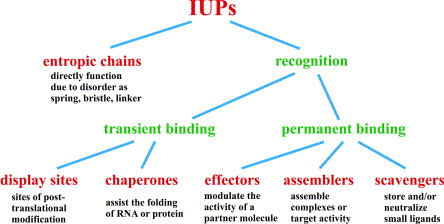 IUPs
entropic chains
directly function
due to disorder as
spring, bristle, linker
recognition
transient binding
permanent binding
display sites
sites of post-
translational
modification
chaperones
assist the folding
of RNA or protein
effectors
modulate the
activity of a
partner molecule
assemblers
assemble
complexes or
target activity
scavengers
store and/or
neutralize
small ligands